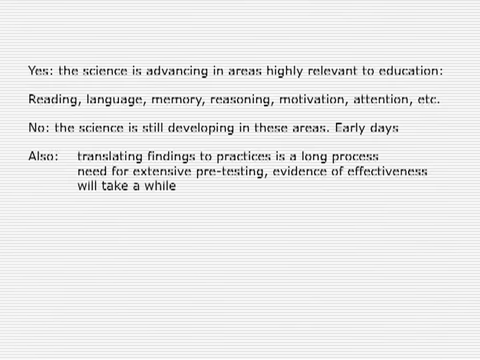 Yes: the science is advancing in areas highly relevant to education:
Reading, language, memory, reasoning, motivation, attention, etc.
No: the science is still developing in these areas. Early days
Also: translating findings to practices is a long process
need for extensive pre-testing, evidence of effectiveness
will take a while